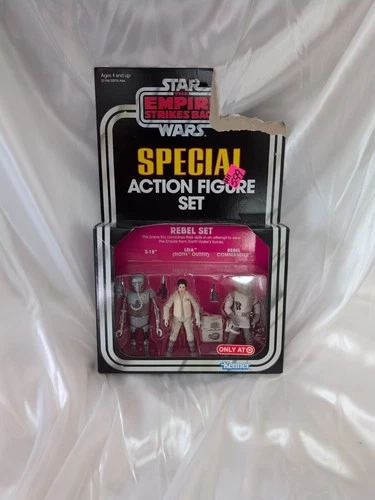 Ages 4 and up
STAR
THE
EMPIRE
STRIKES BACK
WARS
SPECIAL
ACTION FIGURE
SET
REBEL SET
2-1B
LEIA
(HOTH OUTFIT)
REBEL
COMMANDER
ONLY AT
Kenner